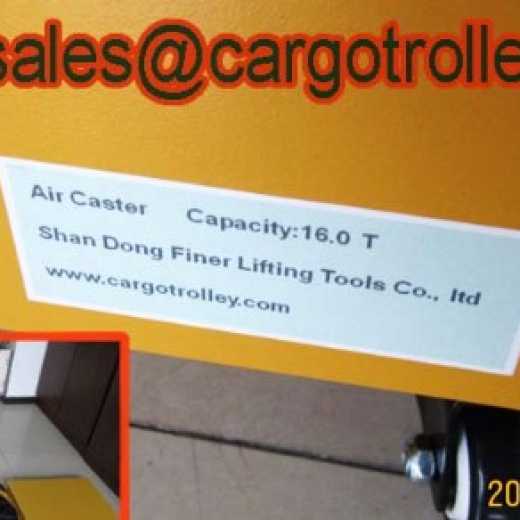 sales@cargotrolle
Air Caster Capacity:16.0 T
Shan Dong Finer Lifting Tools Co., ltd
www.cargotrolley.com
20